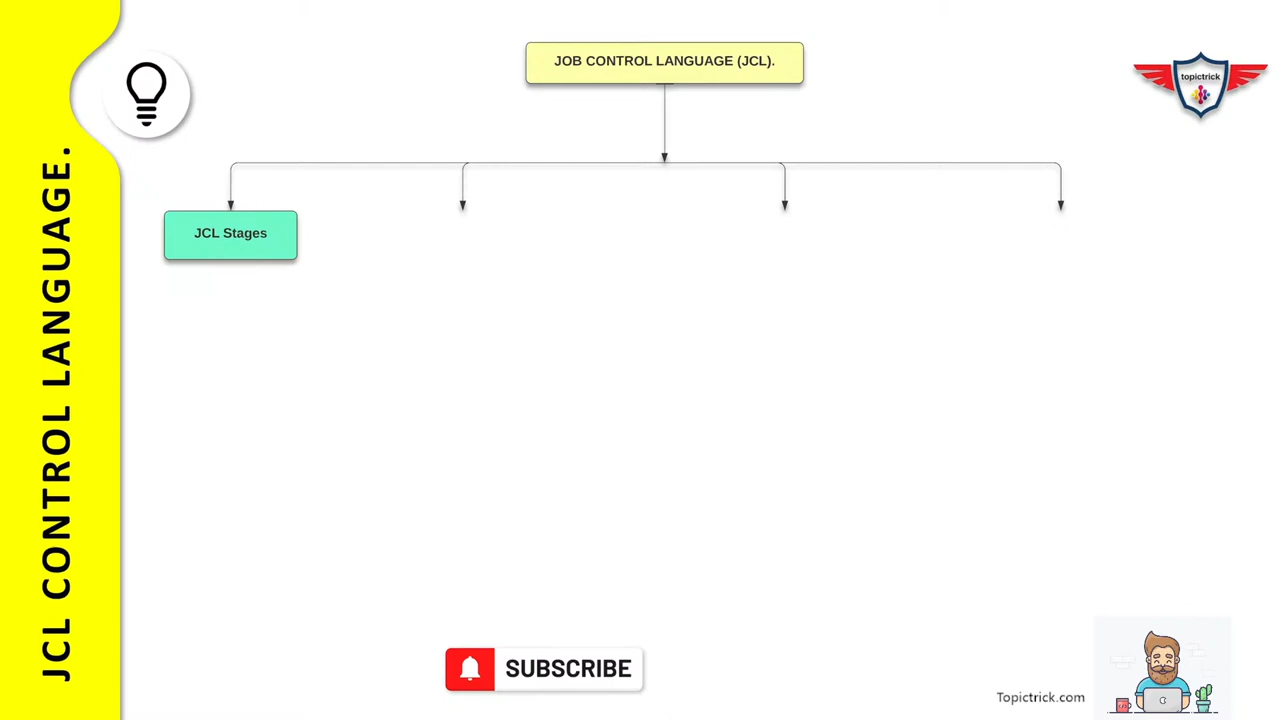 JOB CONTROL LANGUAGE (JCL).
topictrick
JCL Stages
JCL CONTROL LANGUAGE.
SUBSCRIBE
Topictrick.com